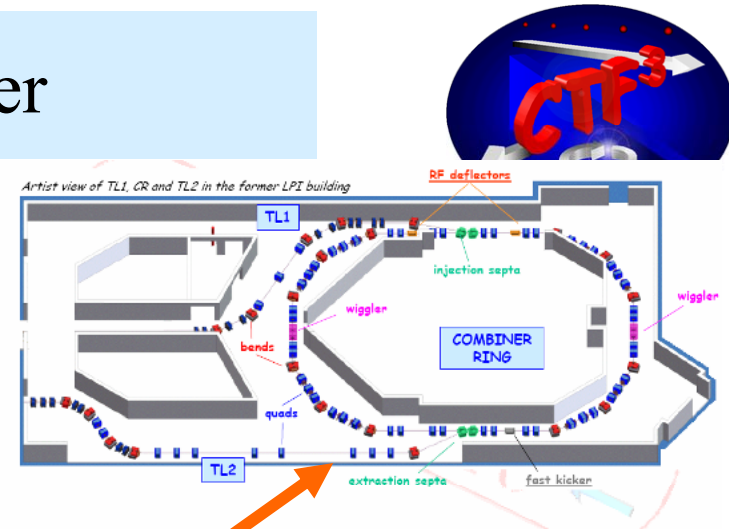 er
CTF3
Artist view of TL1, CR and TL2 in the former LPI building
RF deflectors
TL1
injection septa
wiggler
wiggler
bends
COMBINER
RING
quads
TL2
extraction septa
fast kicker